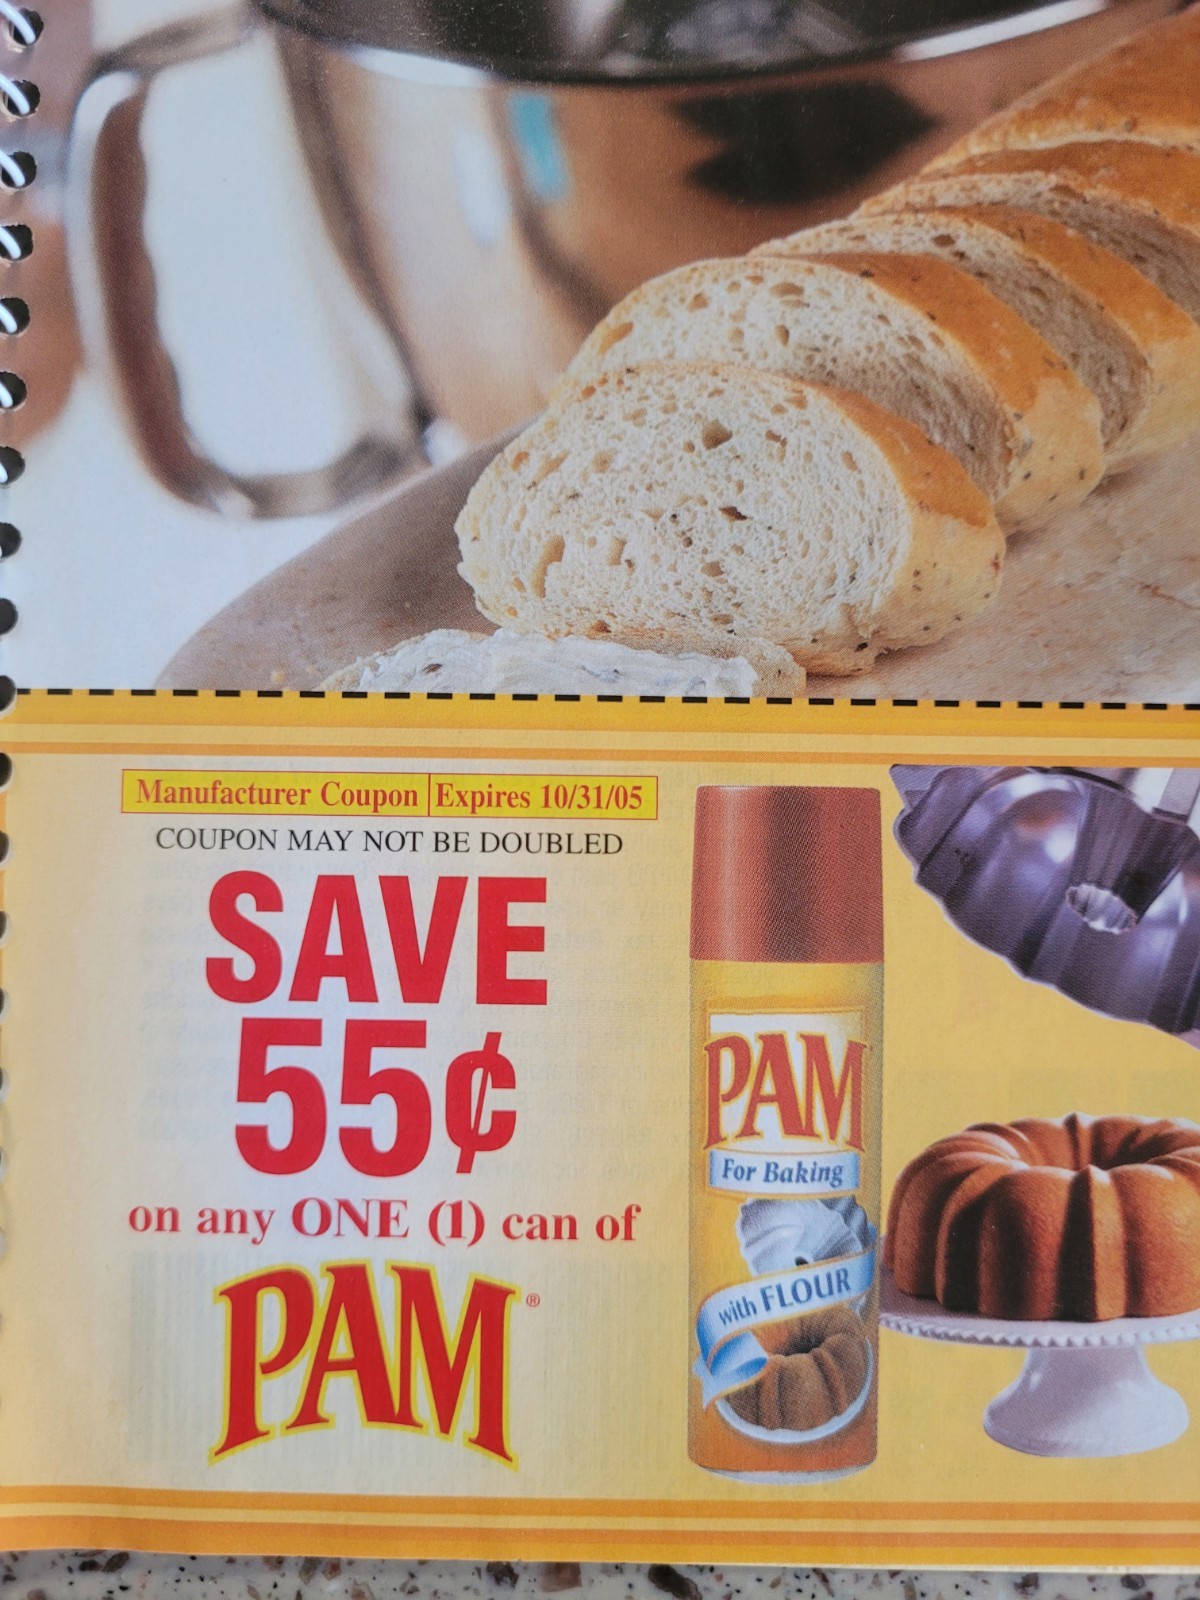 Manufacturer Coupon Expires 10/31/05
COUPON MAY NOT BE DOUBLED
SAVE
55¢
on any ONE (1) can of
PAM®
PAM
For Baking
with FLOUR